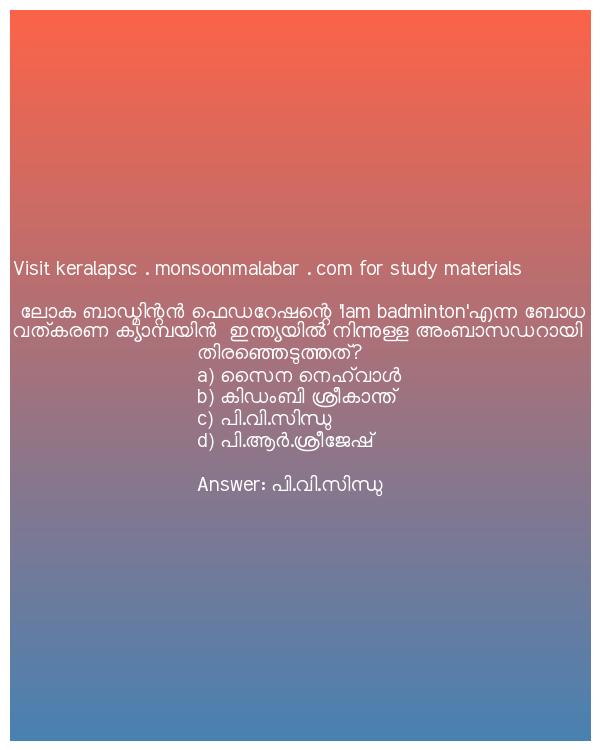 Visit keralapsc . monsoonmalabar . com for study materials
ലോക ബാഡ്മിന്റൻ ഫെഡറേഷന്റെ 'Iam badminton'എന്ന ബോധ
വത്കരണ ക്യാമ്പയിൻ ഇന്ത്യയിൽ നിന്നുള്ള അംബാസഡറായി
തിരഞ്ഞെടുത്തത്?
a) സൈന നെഹ്‌വാൾ
b) കിഡംബി ശ്രീകാന്ത്
c) പി.വി.സിന്ധു
d) പി.ആർ.ശ്രീജേഷ്
Answer: പി.വി.സിന്ധു